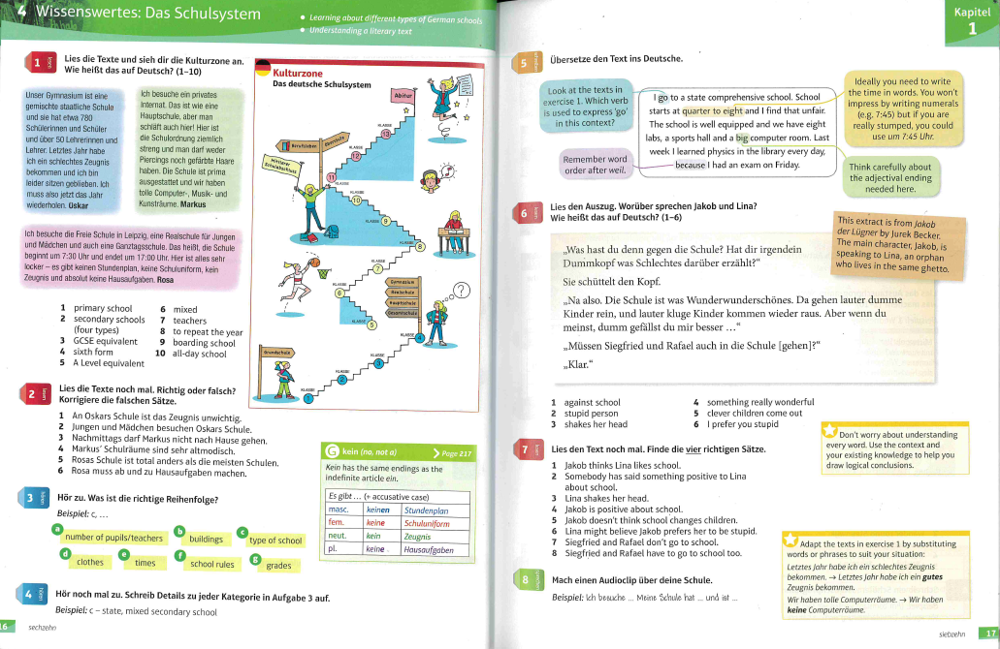 4 Wissenswertes: Das Schulsystem
• Learning about different types of German schools
• Understanding a literary text
Kapitel
1
1 lesen
Lies die Texte und sieh dir die Kulturzone an.
Wie heißt das auf Deutsch? (1–10)
Unser Gymnasium ist eine
gemischte staatliche Schule
und sie hat etwa 780
Schülerinnen und Schüler
und über 50 Lehrerinnen und
Lehrer. Letztes Jahr habe
ich ein schlechtes Zeugnis
bekommen und ich bin
leider sitzen geblieben. Ich
muss also jetzt das Jahr
wiederholen. Oskar
Ich besuche ein privates
Internat. Das ist wie eine
Hauptschule, aber man
schläft auch hier! Hier ist
die Schulordnung ziemlich
streng und man darf weder
Piercings noch gefärbte Haare
haben. Die Schule ist prima
ausgestattet und wir haben
tolle Computer-, Musik- und
Kunsträume. Markus
Ich besuche die Freie Schule in Leipzig, eine Realschule für Jungen
und Mädchen und auch eine Ganztagsschule. Das heißt, die Schule
beginnt um 7:30 Uhr und endet um 17:00 Uhr. Hier ist alles sehr
locker – es gibt keinen Stundenplan, keine Schuluniform, kein
Zeugnis und absolut keine Hausaufgaben. Rosa
1 primary school
2 secondary schools
(four types)
3 GCSE equivalent
4 sixth form
5 A Level equivalent
6 mixed
7 teachers
8 to repeat the year
9 boarding school
10 all-day school
Kulturzone
Das deutsche Schulsystem
Abitur
KLASSE
13
KLASSE
12
Berufsleben
Oberstufe
Mittlerer
Schulabschluss
11
KLASSE
KLASSE
10
KLASSE
9
KLASSE
8
KLASSE
7
KLASSE
6
KLASSE
5
Gymnasium
Realschule
Hauptschule
Gesamtschule
?
KLASSE
4
KLASSE
3
KLASSE
2
Grundschule
KLASSE
1
2 lesen
Lies die Texte noch mal. Richtig oder falsch?
Korrigiere die falschen Sätze.
1 An Oskars Schule ist das Zeugnis unwichtig.
2 Jungen und Mädchen besuchen Oskars Schule.
3 Nachmittags darf Markus nicht nach Hause gehen.
4 Markus' Schulräume sind sehr altmodisch.
5 Rosas Schule ist total anders als die meisten Schulen.
6 Rosa muss ab und zu Hausaufgaben machen.
G kein (no, not a) Page 217
Kein has the same endings as the
indefinite article ein.
Es gibt … (+ accusative case)
masc. keinen Stundenplan
fem. keine Schuluniform
neut. kein Zeugnis
pl. keine Hausaufgaben
3 hören
Hör zu. Was ist die richtige Reihenfolge?
Beispiel: c, …
a number of pupils/teachers
b buildings
c type of school
d clothes
e times
f school rules
g grades
4 hören
Hör noch mal zu. Schreib Details zu jeder Kategorie in Aufgabe 3 auf.
Beispiel: c – state, mixed secondary school
16 sechzehn
5 schreiben
Übersetze den Text ins Deutsche.
Look at the texts in
exercise 1. Which verb
is used to express 'go'
in this context?
Remember word
order after weil.
I go to a state comprehensive school. School
starts at quarter to eight and I find that unfair.
The school is well equipped and we have eight
labs, a sports hall and a big computer room. Last
week I learned physics in the library every day,
because I had an exam on Friday.
Ideally you need to write
the time in words. You won't
impress by writing numerals
(e.g. 7:45) but if you are
really stumped, you could
use um 7:45 Uhr.
Think carefully about
the adjectival ending
needed here.
6 lesen
Lies den Auszug. Worüber sprechen Jakob und Lina?
Wie heißt das auf Deutsch? (1–6)
This extract is from Jakob
der Lügner by Jurek Becker.
The main character, Jakob, is
speaking to Lina, an orphan
who lives in the same ghetto.
„Was hast du denn gegen die Schule? Hat dir irgendein
Dummkopf was Schlechtes darüber erzählt?“
Sie schüttelt den Kopf.
„Na also. Die Schule ist was Wunderwunderschönes. Da gehen lauter dumme
Kinder rein, und lauter kluge Kinder kommen wieder raus. Aber wenn du
meinst, dumm gefällst du mir besser …“
„Müssen Siegfried und Rafael auch in die Schule [gehen]?“
„Klar.“
1 against school
2 stupid person
3 shakes her head
4 something really wonderful
5 clever children come out
6 I prefer you stupid
Don't worry about understanding
every word. Use the context and
your existing knowledge to help you
draw logical conclusions.
7 lesen
Lies den Text noch mal. Finde die vier richtigen Sätze.
1 Jakob thinks Lina likes school.
2 Somebody has said something positive to Lina
about school.
3 Lina shakes her head.
4 Jakob is positive about school.
5 Jakob doesn't think school changes children.
6 Lina might believe Jakob prefers her to be stupid.
7 Siegfried and Rafael don't go to school.
8 Siegfried and Rafael have to go to school too.
8 sprechen
Mach einen Audioclip über deine Schule.
Beispiel: Ich besuche … Meine Schule hat … und ist …
Adapt the texts in exercise 1 by substituting
words or phrases to suit your situation:
Letztes Jahr habe ich ein schlechtes Zeugnis
bekommen. → Letztes Jahr habe ich ein gutes
Zeugnis bekommen.
Wir haben tolle Computerräume. → Wir haben
keine Computerräume.
siebzehn 17